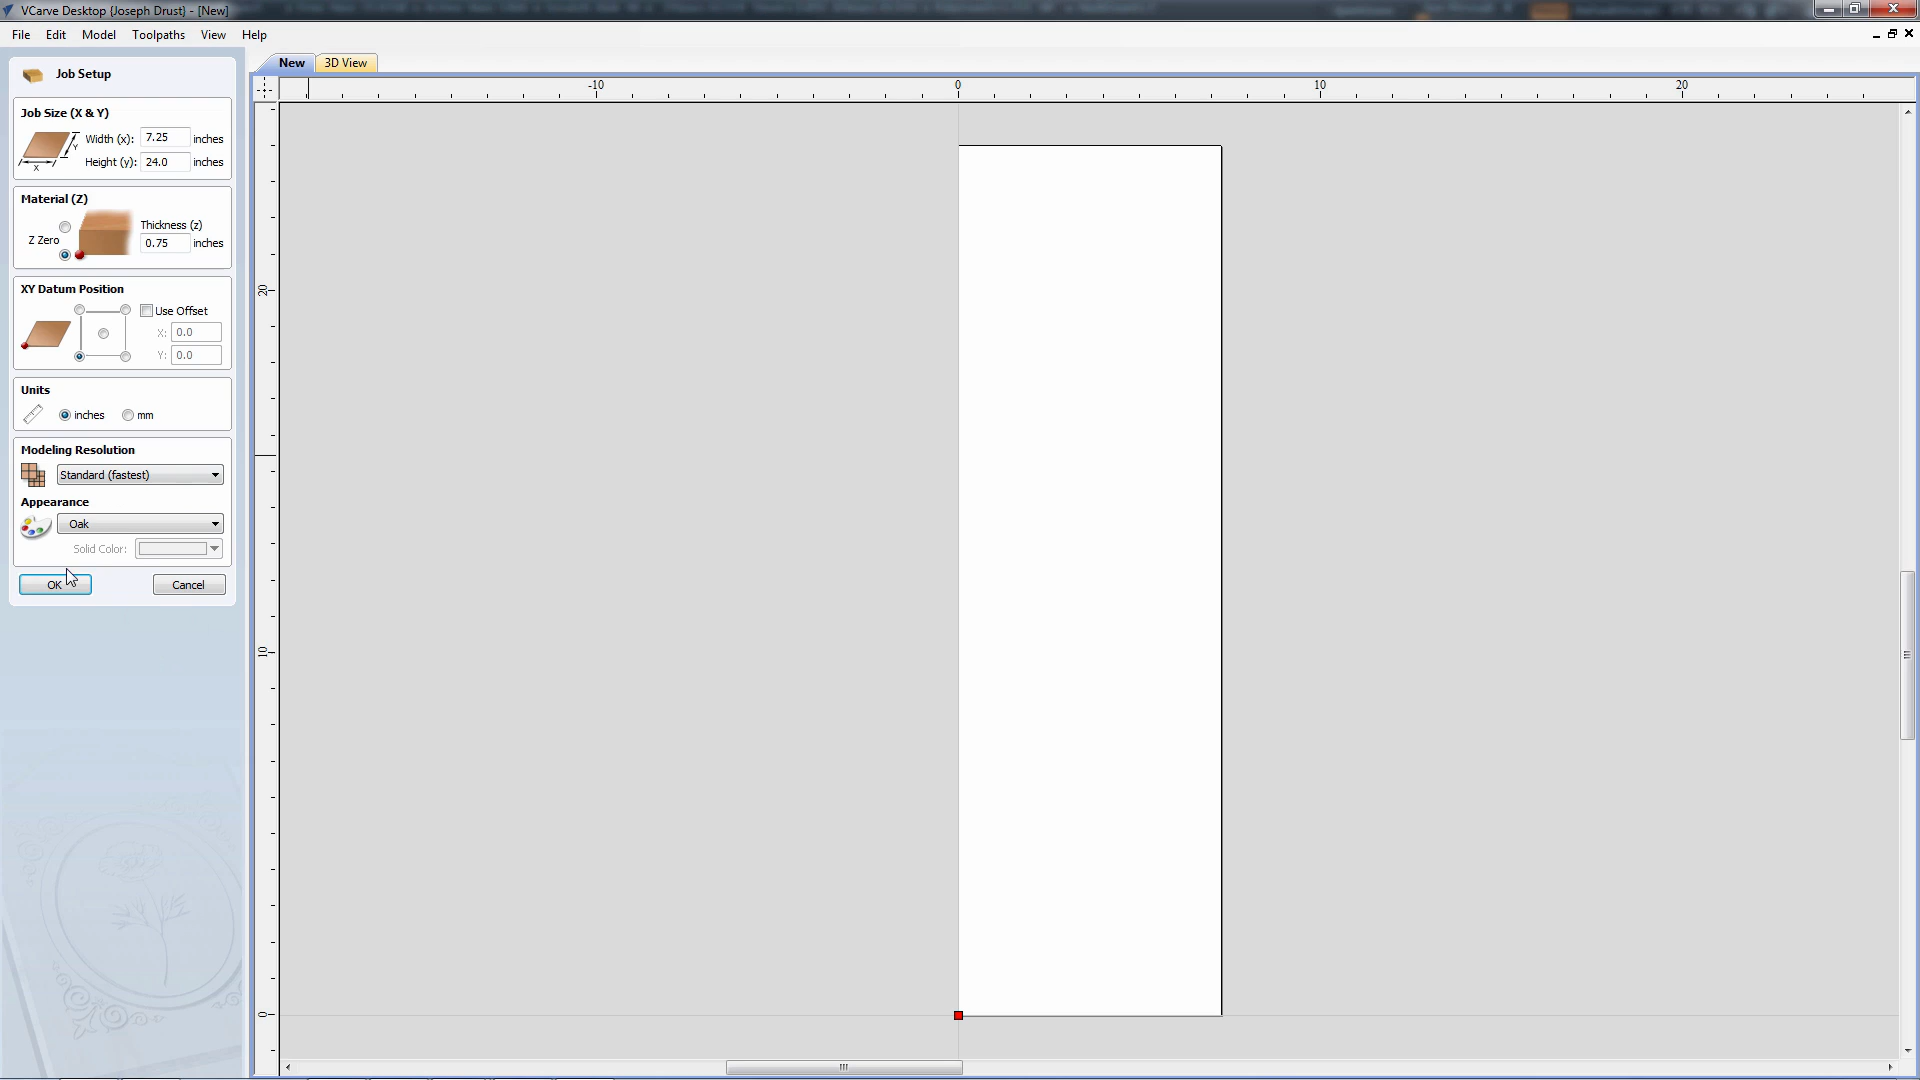 VCarve Desktop {Joseph Drust} - [New]
File Edit Model Toolpaths View Help
Job Setup
New 3D View
-10 0 10 20
Job Size (X & Y)
Width (x): 7.25 inches
Height (y): 24.0 inches
Y
X
Material (Z)
Thickness (z)
Z Zero 0.75 inches
XY Datum Position
Use Offset
X: 0.0
Y: 0.0
Units
inches mm
Modeling Resolution
Standard (fastest)
Appearance
Oak
Solid Color:
OK Cancel
20
10
0